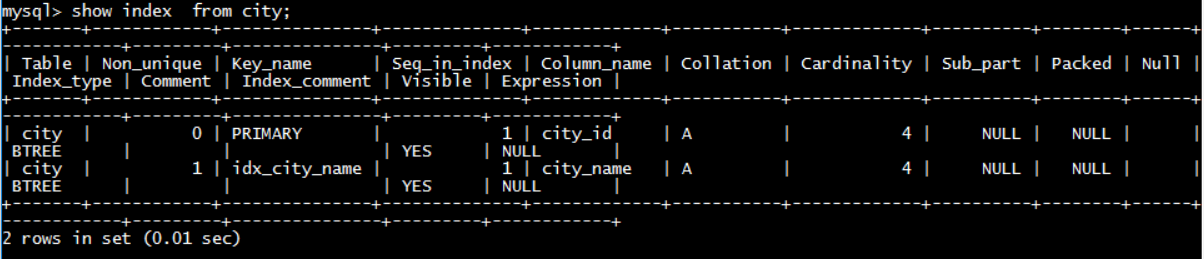 mysql> show index  from city;
+-------+------------+---------------+--------------+-------------+-----------+-------------+----------+--------+------+
------------+---------+---------------+---------+------------+
| Table | Non_unique | Key_name      | Seq_in_index | Column_name | Collation | Cardinality | Sub_part | Packed | Null |
 Index_type | Comment | Index_comment | Visible | Expression |
+-------+------------+---------------+--------------+-------------+-----------+-------------+----------+--------+------+
------------+---------+---------------+---------+------------+
| city  |          0 | PRIMARY       |            1 | city_id     | A         |           4 |     NULL |   NULL |      |
 BTREE      |         |               | YES     | NULL       |
| city  |          1 | idx_city_name |            1 | city_name   | A         |           4 |     NULL |   NULL |      |
 BTREE      |         |               | YES     | NULL       |
+-------+------------+---------------+--------------+-------------+-----------+-------------+----------+--------+------+
------------+---------+---------------+---------+------------+
2 rows in set (0.01 sec)